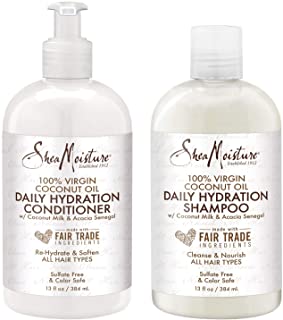 SheaMoisture
Established 1912
100% VIRGIN
COCONUT OIL
DAILY HYDRATION
CONDITIONER
w/ Coconut Milk & Acacia Senegal
made with
FAIR TRADE
INGREDIENTS
Re-Hydrate & Soften
ALL HAIR TYPES
Sulfate Free
& Color Safe
13 fl oz / 384 ml
SheaMoisture
Established 1912
100% VIRGIN
COCONUT OIL
DAILY HYDRATION
SHAMPOO
w/ Coconut Milk & Acacia Senegal
made with
FAIR TRADE
INGREDIENTS
Cleanse & Nourish
ALL HAIR TYPES
Sulfate Free
& Color Safe
13 fl oz / 384 ml